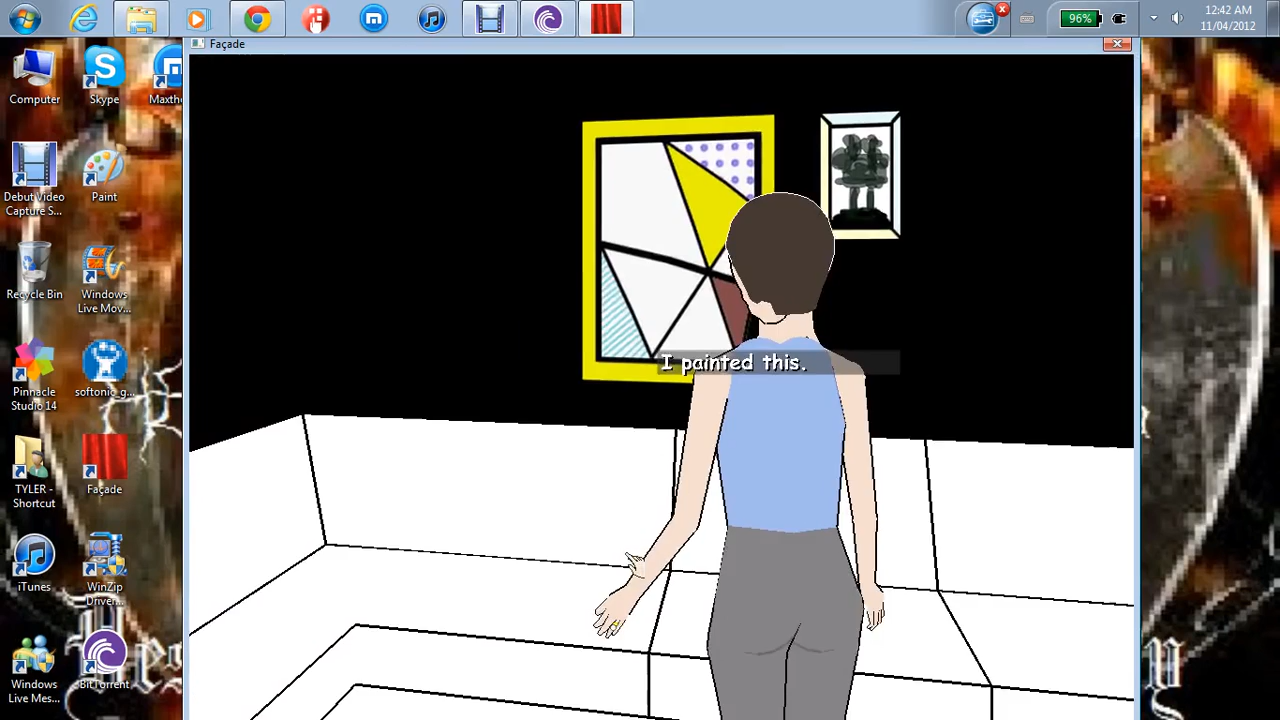 96%
12:42 AM
11/04/2012
Façade
Computer
Skype
Maxtho
Debut Video
Capture S...
Paint
Recycle Bin
Windows
Live Mov...
Pinnacle
Studio 14
softonic_g...
TYLER -
Shortcut
Façade
iTunes
WinZip
Driver...
Windows
Live Mes...
BitTorrent
I painted this.